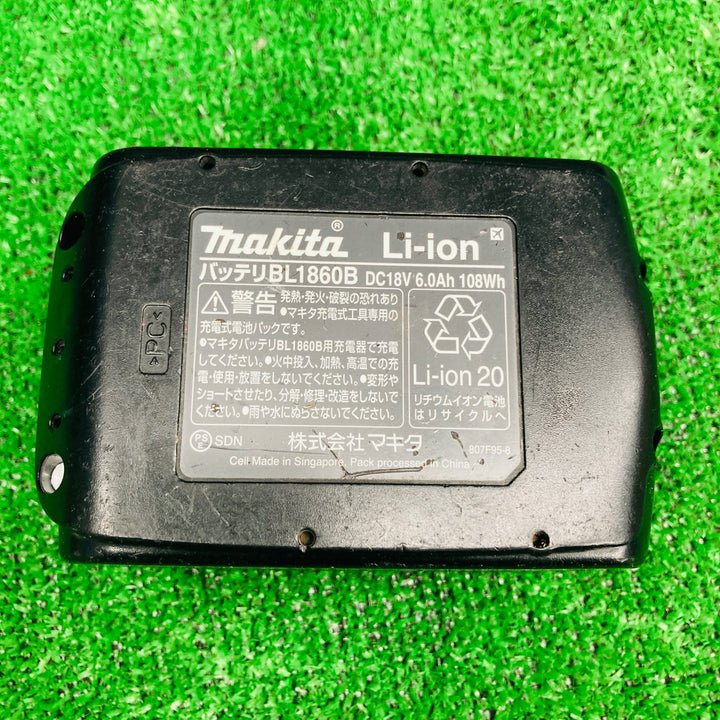 makita® Li-ion
バッテリBL1860B DC18V 6.0Ah 108Wh
警告 発熱・発火・破裂の恐れあり
●マキタ充電式工具専用の
充電式電池パックです。
●マキタバッテリBL1860B用充電器で充電
してください。●火中投入、加熱、高温での充
電・使用・放置をしないでください。●変形や
ショートさせたり、分解・修理・改造をしないで
ください。●雨や水にぬらさないでください。
Li-ion 20
リチウムイオン電池
はリサイクルへ
PS
E SDN 株式会社マキタ 807F95-8
Cell Made in Singapore, Pack processed in China
>PC<